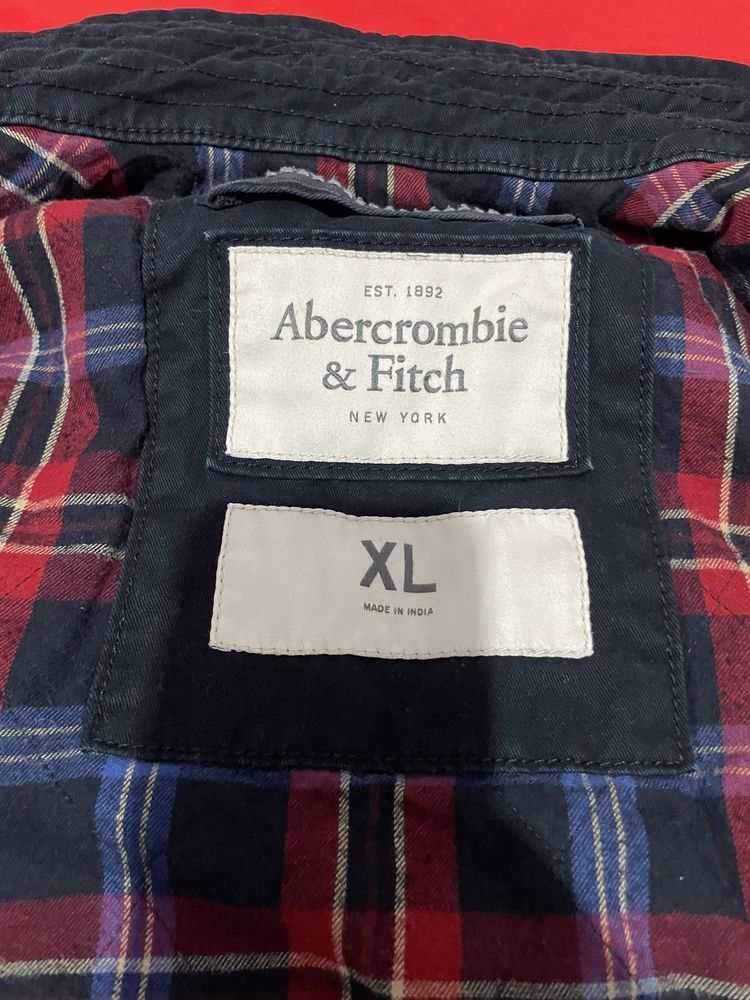 EST. 1892
Abercrombie
& Fitch
NEW YORK
XL
MADE IN INDIA